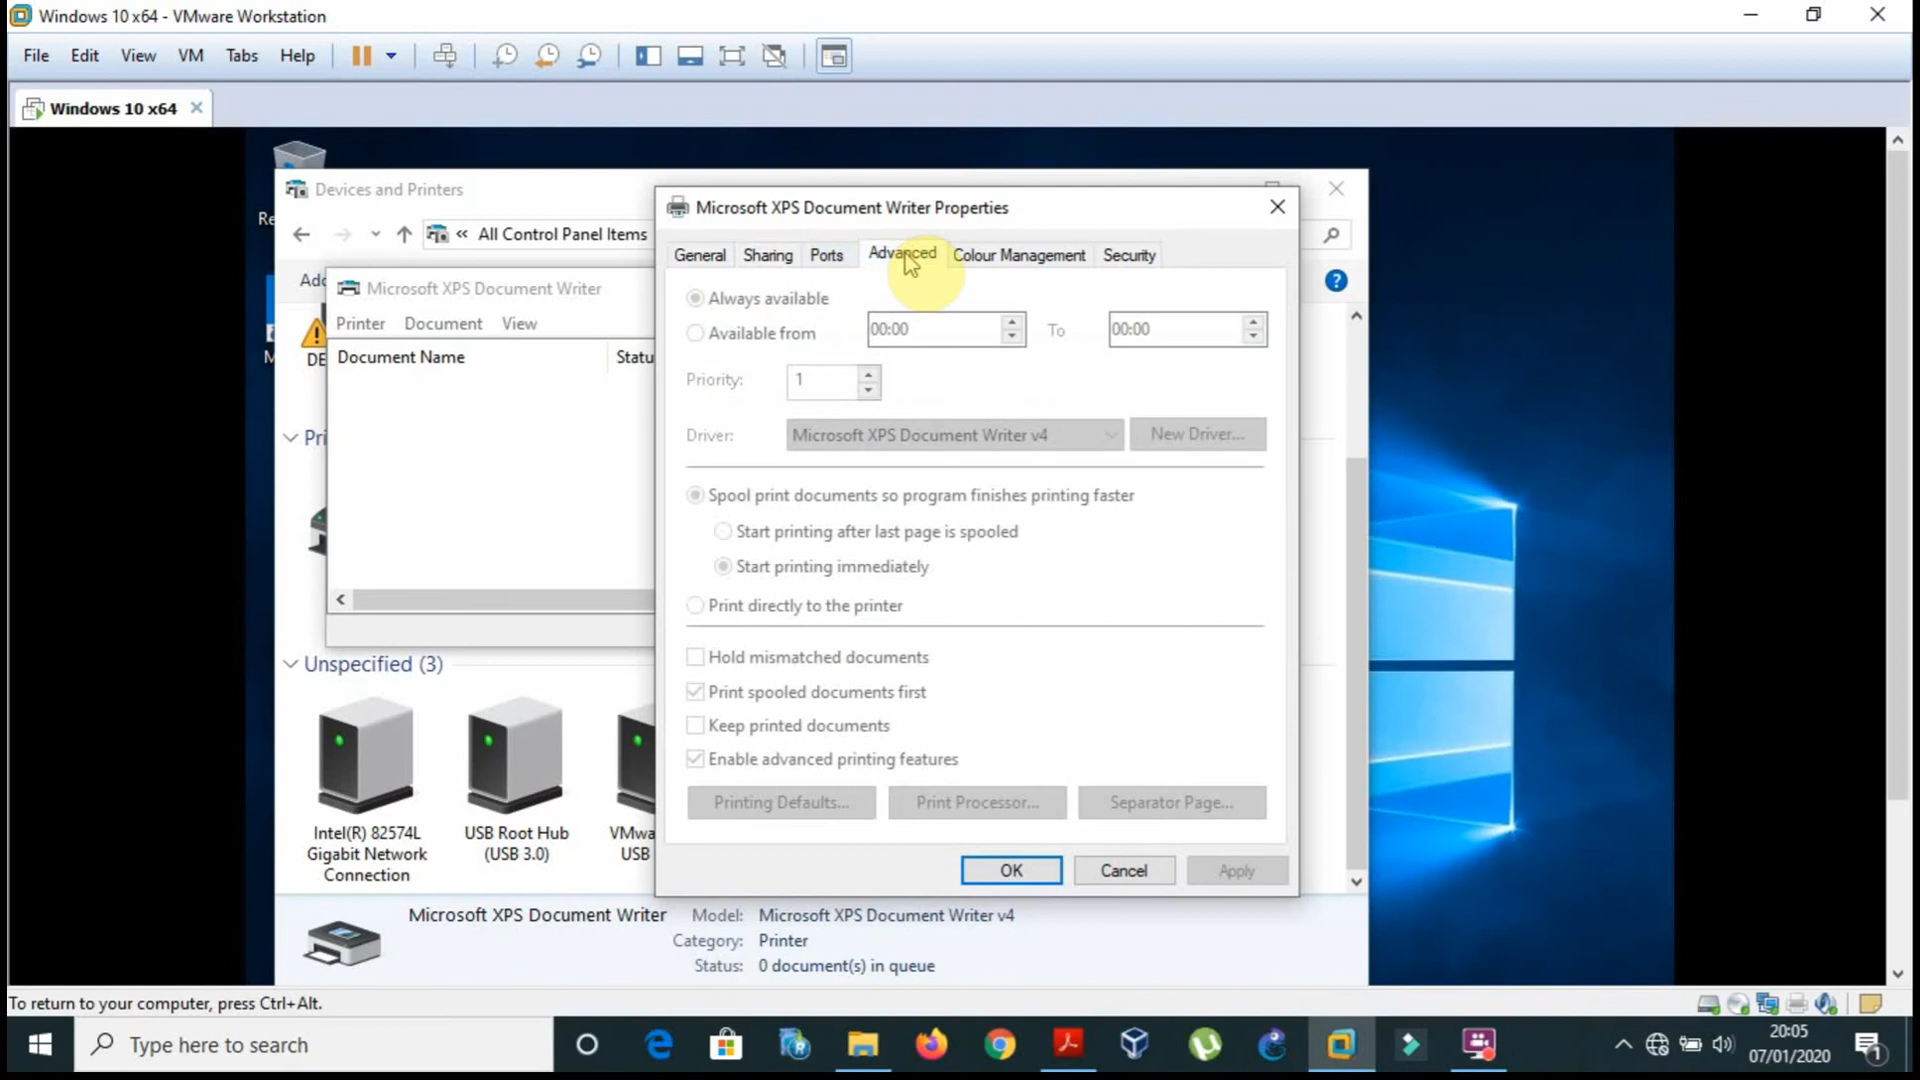 Windows 10 x64 - VMware Workstation
File Edit View VM Tabs Help
Windows 10 x64
Devices and Printers
« All Control Panel Items
Microsoft XPS Document Writer
Printer Document View
Document Name
Microsoft XPS Document Writer Properties
General Sharing Ports Advanced Colour Management Security
Always available
Available from 00:00 To 00:00
Priority: 1
Driver: Microsoft XPS Document Writer v4 New Driver...
Spool print documents so program finishes printing faster
Start printing after last page is spooled
Start printing immediately
Print directly to the printer
Hold mismatched documents
Print spooled documents first
Keep printed documents
Enable advanced printing features
Printing Defaults... Print Processor... Separator Page...
OK Cancel Apply
Unspecified (3)
Intel(R) 82574L
Gigabit Network
Connection
USB Root Hub
(USB 3.0)
USB
Microsoft XPS Document Writer Model: Microsoft XPS Document Writer v4
Category: Printer
Status: 0 document(s) in queue
To return to your computer, press Ctrl+Alt.
Type here to search
20:05
07/01/2020
1